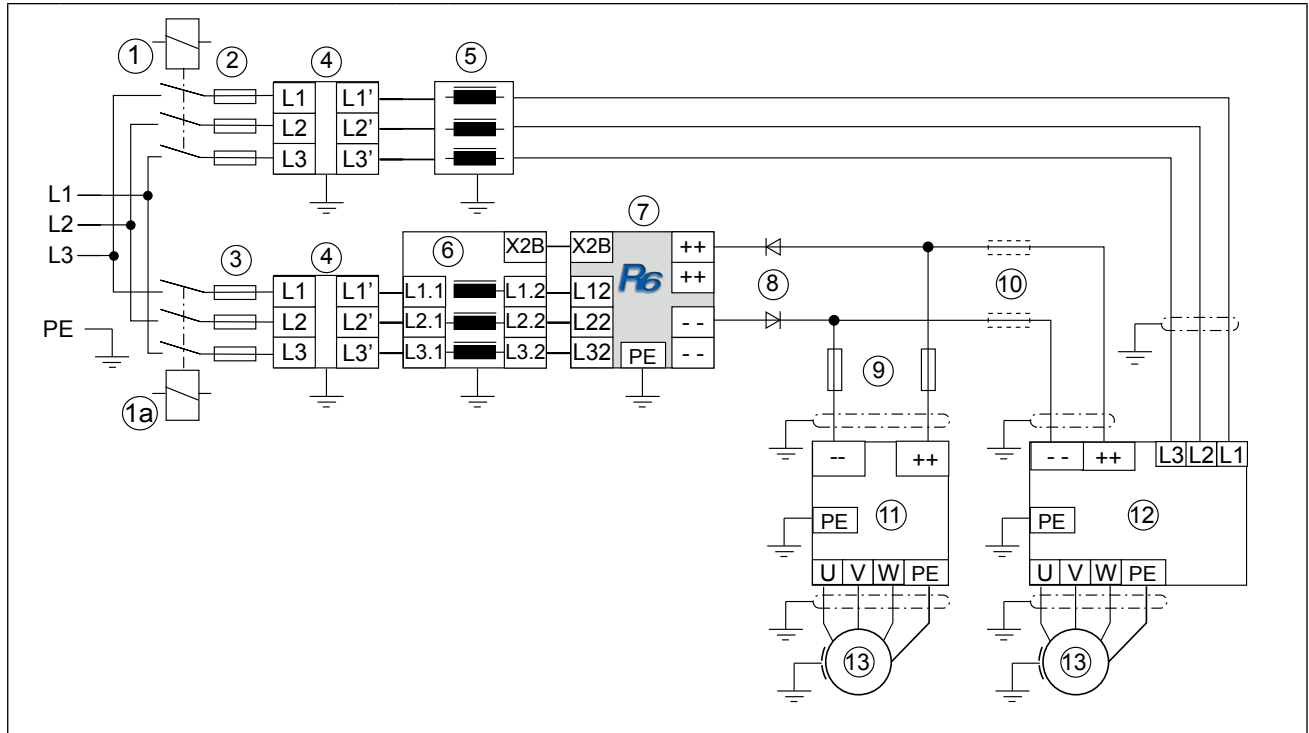 1 2 4 5
L1 L1'
L2 L2'
L3 L3'
L1
L2
L3
PE
7
3 4 6 X2B X2B R6 ++
++
8 10
L1 L1' L1.1 L1.2 L12
L2 L2' L2.1 L2.2 L22 - -
L3 L3' L3.1 L3.2 L32 PE - -
1a 9
-- ++ - - ++ L3 L2 L1
PE 11 PE 12
U V W PE U V W PE
13 13